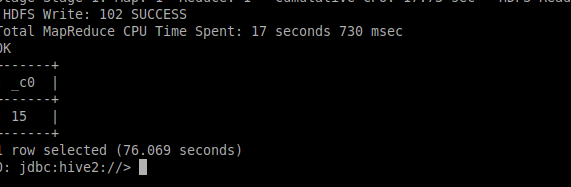 HDFS Write: 102 SUCCESS
Total MapReduce CPU Time Spent: 17 seconds 730 msec
OK
-------+
_c0 |
-------+
15 |
-------+
1 row selected (76.069 seconds)
0: jdbc:hive2://>